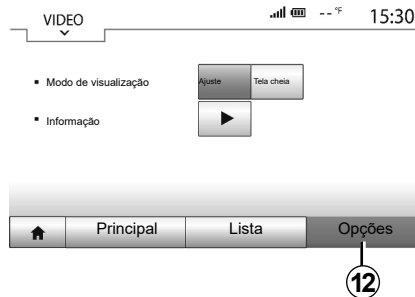 VIDEO
--°F 15:30
Modo de visualização Ajuste Tela cheia
Informação
Principal Lista Opções
12